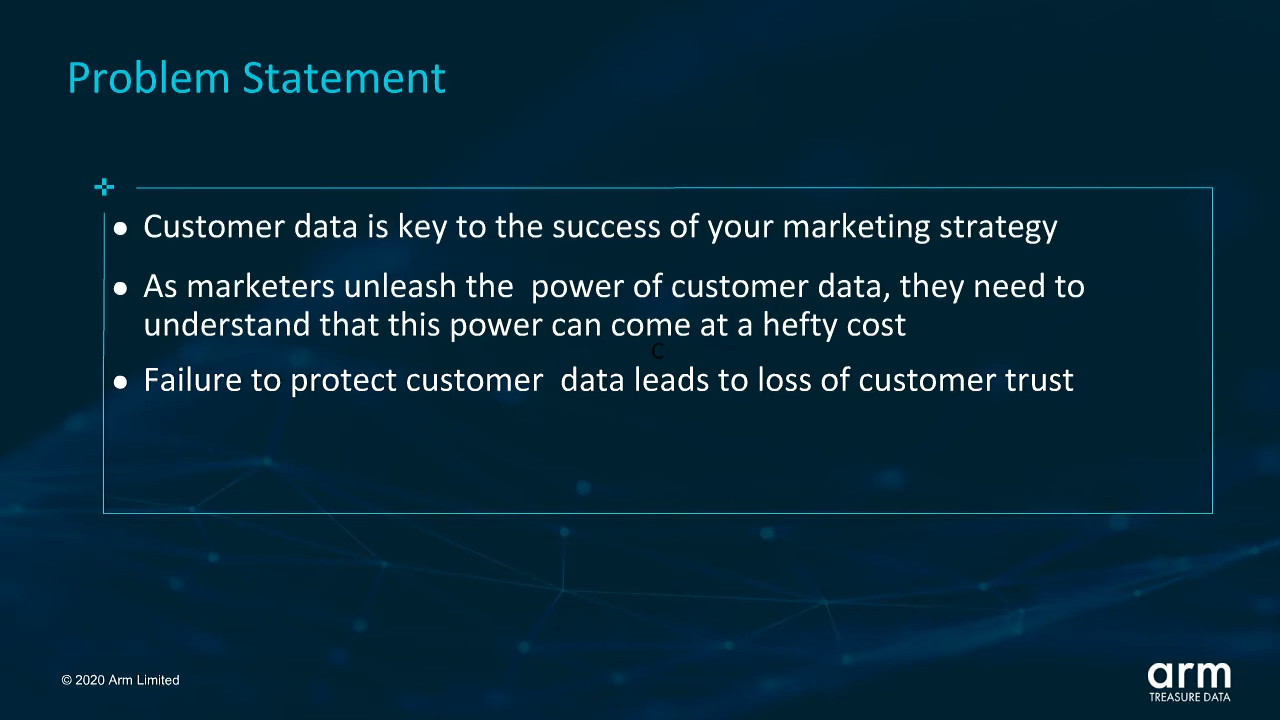 Problem Statement
● Customer data is key to the success of your marketing strategy
● As marketers unleash the  power of customer data, they need to
understand that this power can come at a hefty cost
C
● Failure to protect customer  data leads to loss of customer trust
© 2020 Arm Limited
arm
TREASURE DATA